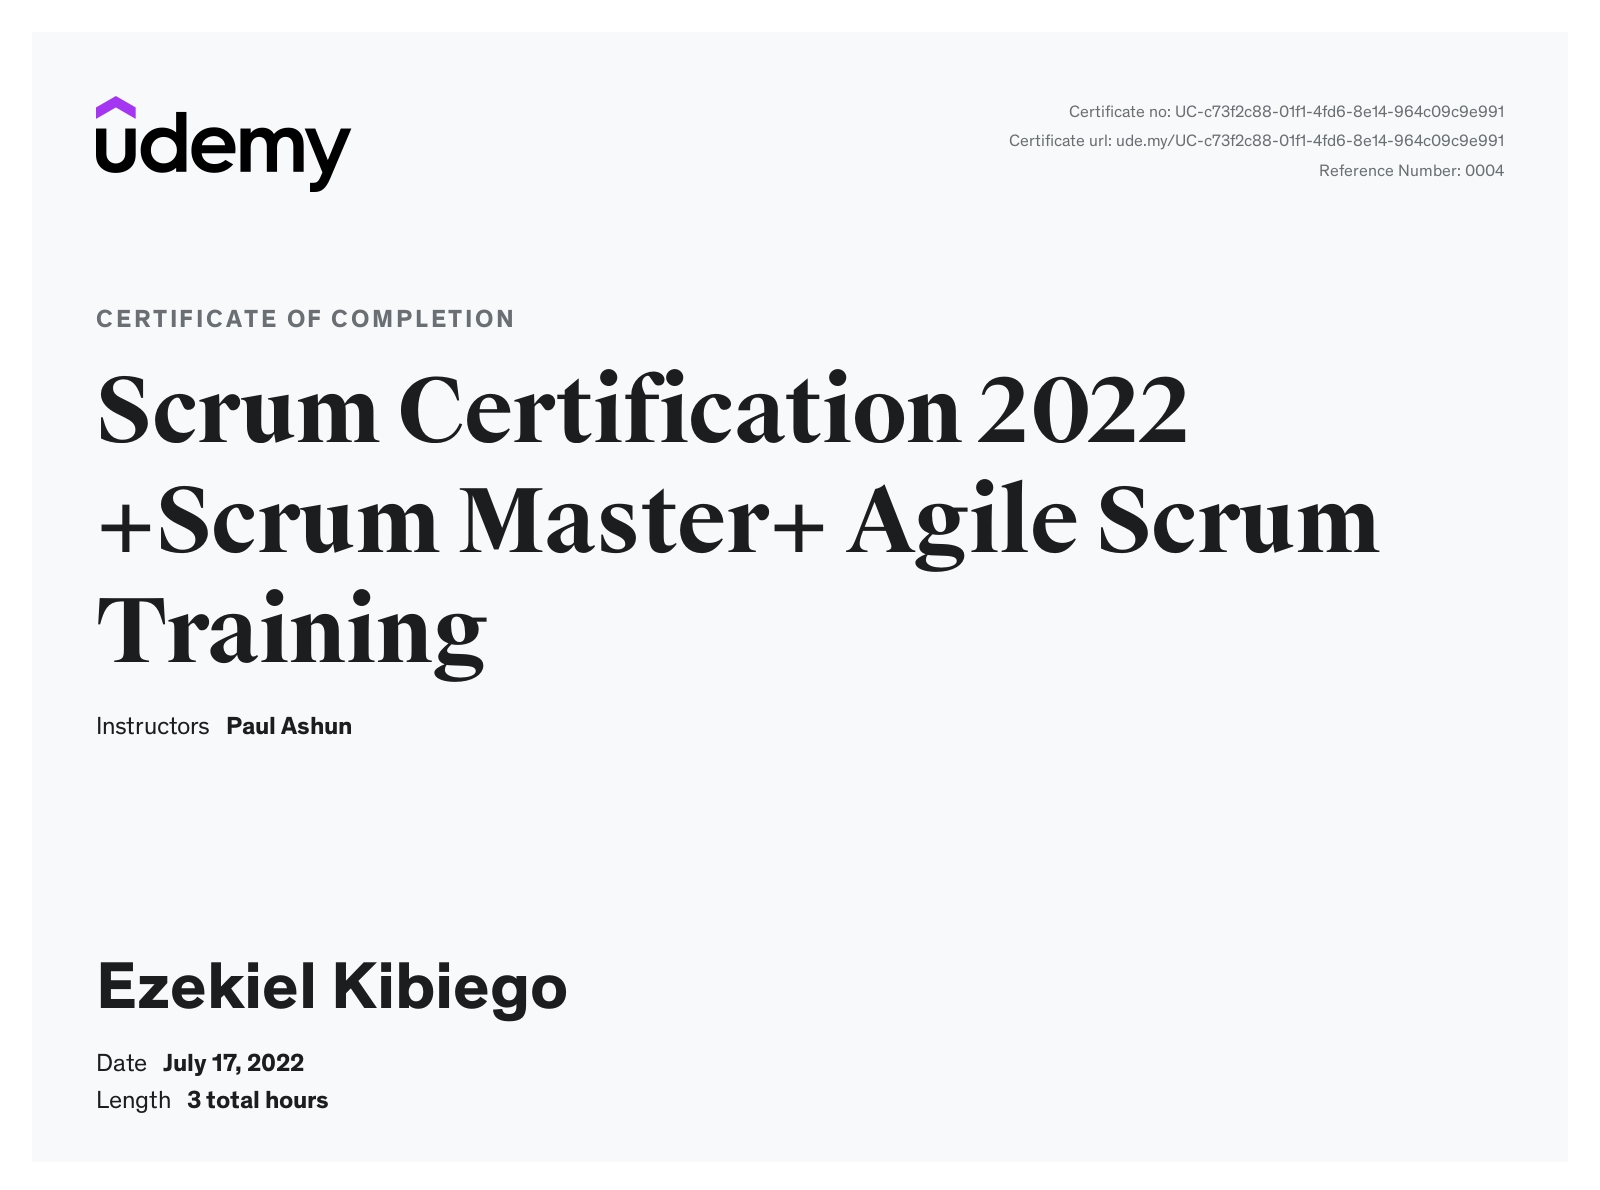 udemy
Certificate no: UC-c73f2c88-01f1-4fd6-8e14-964c09c9e991
Certificate url: ude.my/UC-c73f2c88-01f1-4fd6-8e14-964c09c9e991
Reference Number: 0004
CERTIFICATE OF COMPLETION
Scrum Certification 2022
+Scrum Master+ Agile Scrum
Training
Instructors Paul Ashun
Ezekiel Kibiego
Date July 17, 2022
Length 3 total hours